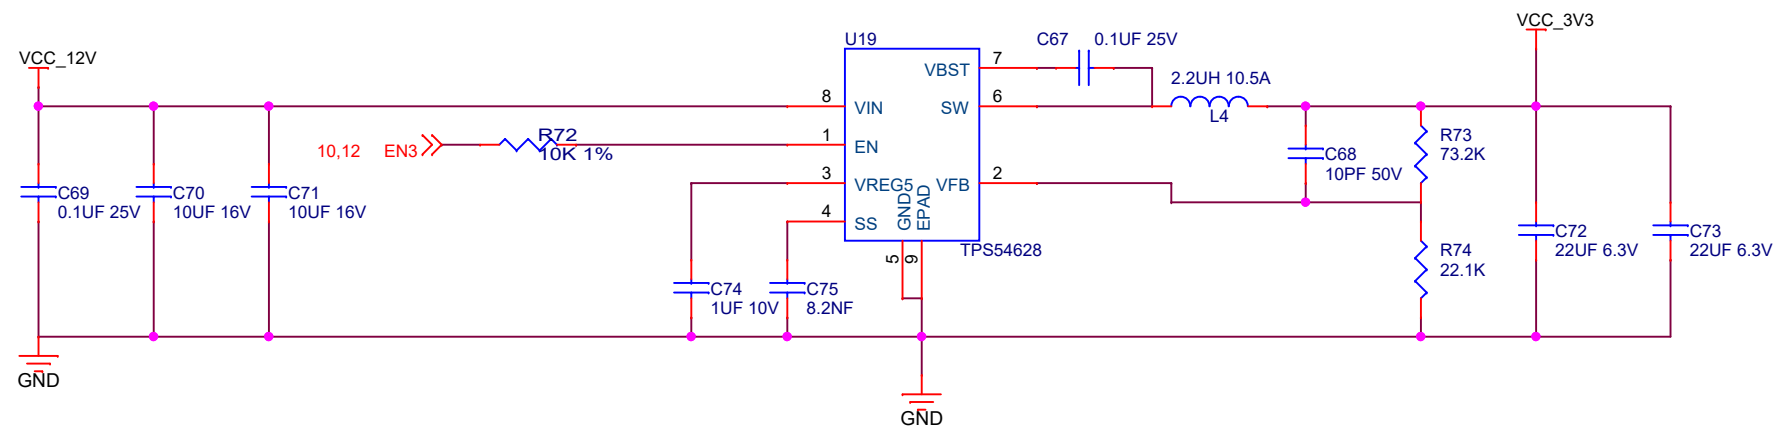 VCC_12V
U19
C67
0.1UF 25V
VCC_3V3
VBST
7
2.2UH 10.5A
8
VIN
SW
6
L4
10,12
EN3
R72
10K 1%
1
EN
R73
73.2K
C68
10PF 50V
3
VREG5
VFB
2
C69
0.1UF 25V
C70
10UF 16V
C71
10UF 16V
4
SS
GND
EPAD
C72
22UF 6.3V
C73
22UF 6.3V
TPS54628
5
9
R74
22.1K
C74
1UF 10V
C75
8.2NF
GND
GND